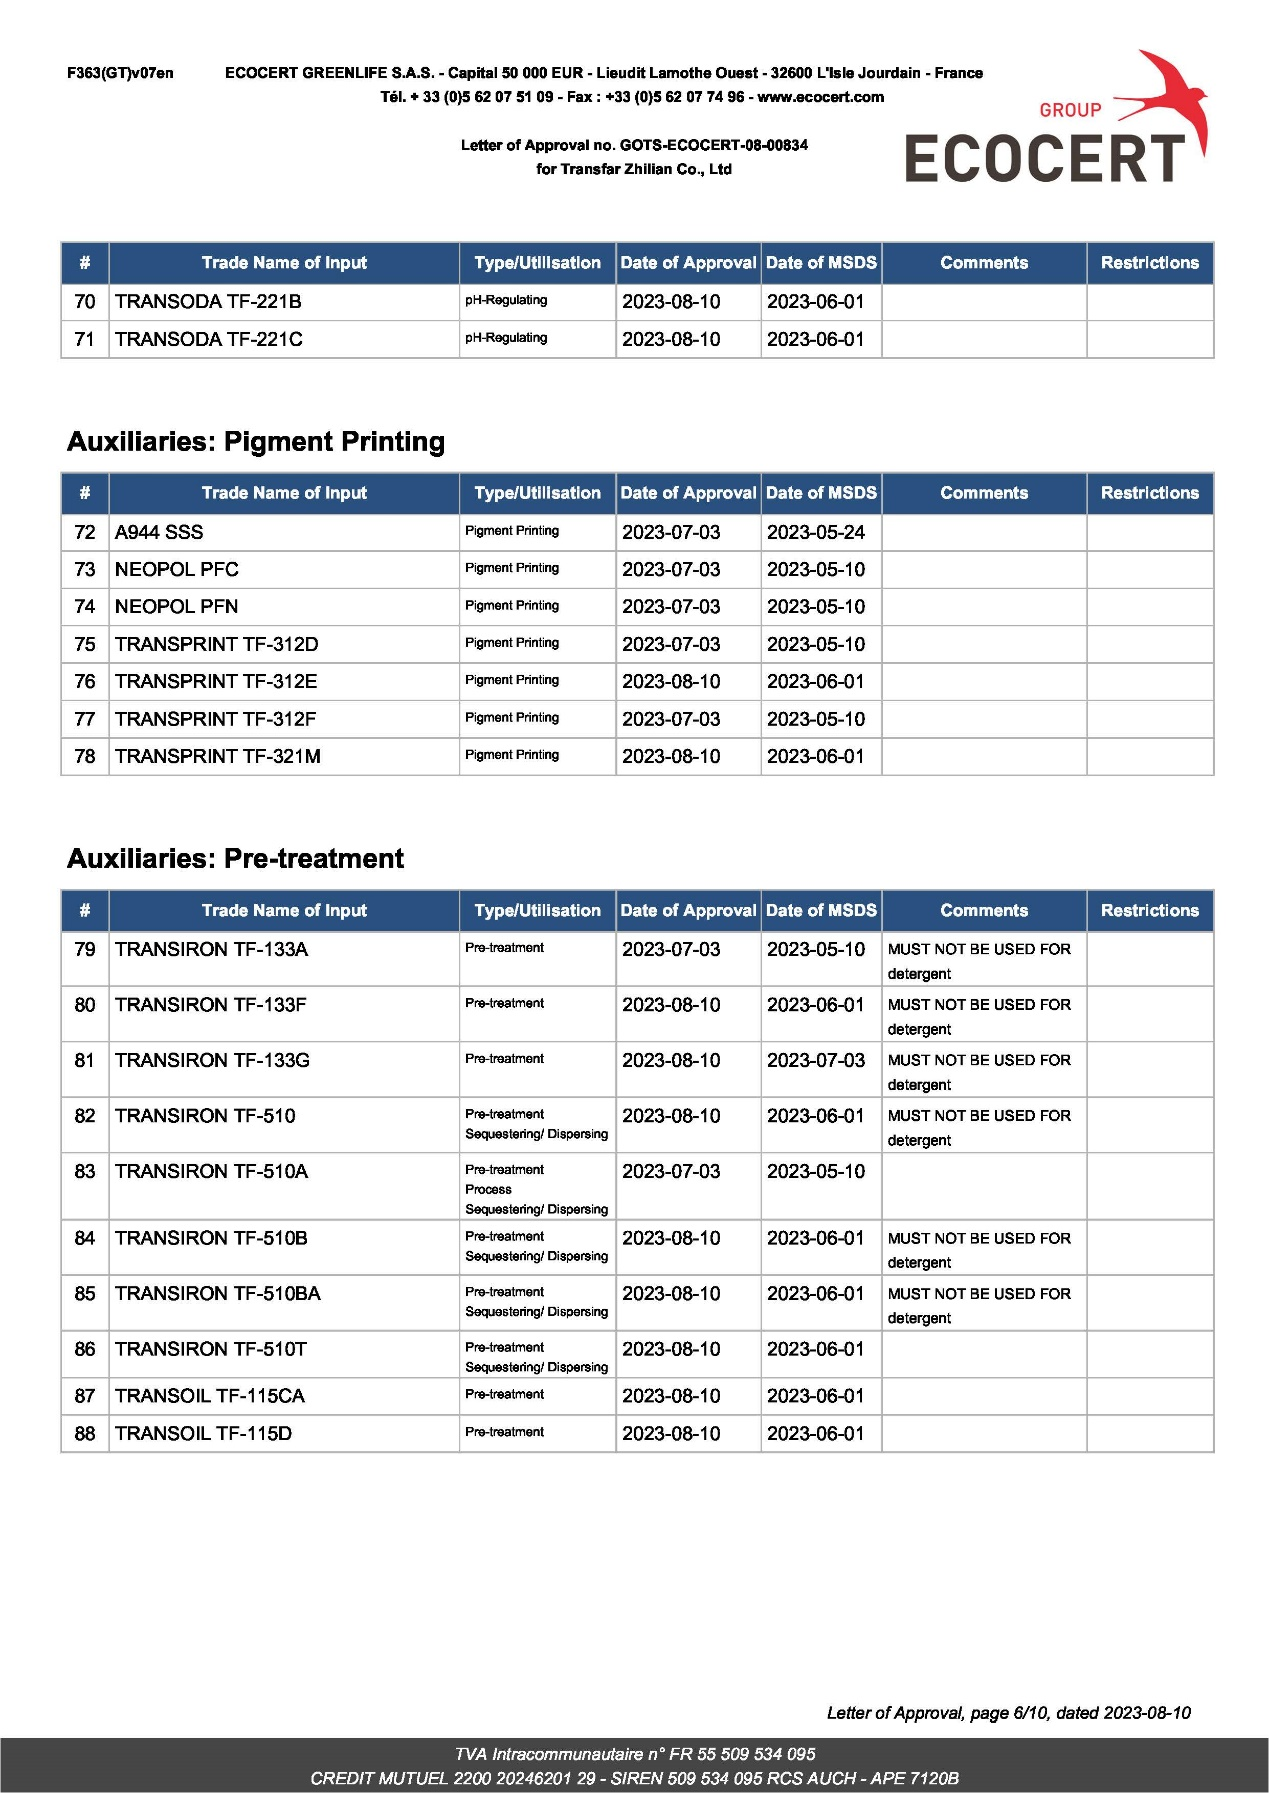 F363(GT)v07en ECOCERT GREENLIFE S.A.S. - Capital 50 000 EUR - Lieudit Lamothe Ouest - 32600 L'Isle Jourdain - France
Tél. + 33 (0)5 62 07 51 09 - Fax : +33 (0)5 62 07 74 96 - www.ecocert.com
GROUP
ECOCERT
Letter of Approval no. GOTS-ECOCERT-08-00834
for Transfar Zhilian Co., Ltd
# Trade Name of Input Type/Utilisation Date of Approval Date of MSDS Comments Restrictions
70 TRANSODA TF-221B pH-Regulating 2023-08-10 2023-06-01
71 TRANSODA TF-221C pH-Regulating 2023-08-10 2023-06-01
Auxiliaries: Pigment Printing
# Trade Name of Input Type/Utilisation Date of Approval Date of MSDS Comments Restrictions
72 A944 SSS Pigment Printing 2023-07-03 2023-05-24
73 NEOPOL PFC Pigment Printing 2023-07-03 2023-05-10
74 NEOPOL PFN Pigment Printing 2023-07-03 2023-05-10
75 TRANSPRINT TF-312D Pigment Printing 2023-07-03 2023-05-10
76 TRANSPRINT TF-312E Pigment Printing 2023-08-10 2023-06-01
77 TRANSPRINT TF-312F Pigment Printing 2023-07-03 2023-05-10
78 TRANSPRINT TF-321M Pigment Printing 2023-08-10 2023-06-01
Auxiliaries: Pre-treatment
# Trade Name of Input Type/Utilisation Date of Approval Date of MSDS Comments Restrictions
79 TRANSIRON TF-133A Pre-treatment 2023-07-03 2023-05-10 MUST NOT BE USED FOR
detergent
80 TRANSIRON TF-133F Pre-treatment 2023-08-10 2023-06-01 MUST NOT BE USED FOR
detergent
81 TRANSIRON TF-133G Pre-treatment 2023-08-10 2023-07-03 MUST NOT BE USED FOR
detergent
82 TRANSIRON TF-510 Pre-treatment 2023-08-10 2023-06-01 MUST NOT BE USED FOR
Sequestering/ Dispersing detergent
83 TRANSIRON TF-510A Pre-treatment 2023-07-03 2023-05-10
Process
Sequestering/ Dispersing
84 TRANSIRON TF-510B Pre-treatment 2023-08-10 2023-06-01 MUST NOT BE USED FOR
Sequestering/ Dispersing detergent
85 TRANSIRON TF-510BA Pre-treatment 2023-08-10 2023-06-01 MUST NOT BE USED FOR
Sequestering/ Dispersing detergent
86 TRANSIRON TF-510T Pre-treatment 2023-08-10 2023-06-01
Sequestering/ Dispersing
87 TRANSOIL TF-115CA Pre-treatment 2023-08-10 2023-06-01
88 TRANSOIL TF-115D Pre-treatment 2023-08-10 2023-06-01
Letter of Approval, page 6/10, dated 2023-08-10
TVA Intracommunautaire n° FR 55 509 534 095
CREDIT MUTUEL 2200 20246201 29 - SIREN 509 534 095 RCS AUCH - APE 7120B